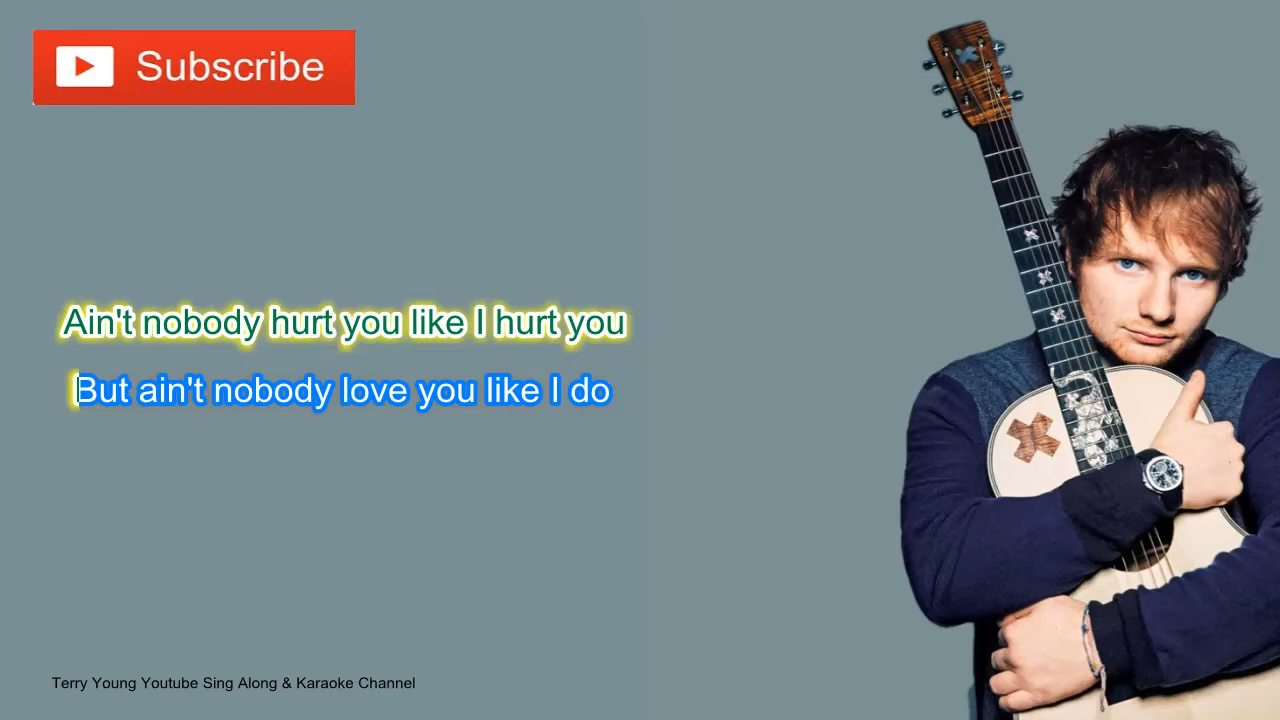 Subscribe
Ain't nobody hurt you like I hurt you
But ain't nobody love you like I do
Terry Young Youtube Sing Along & Karaoke Channel